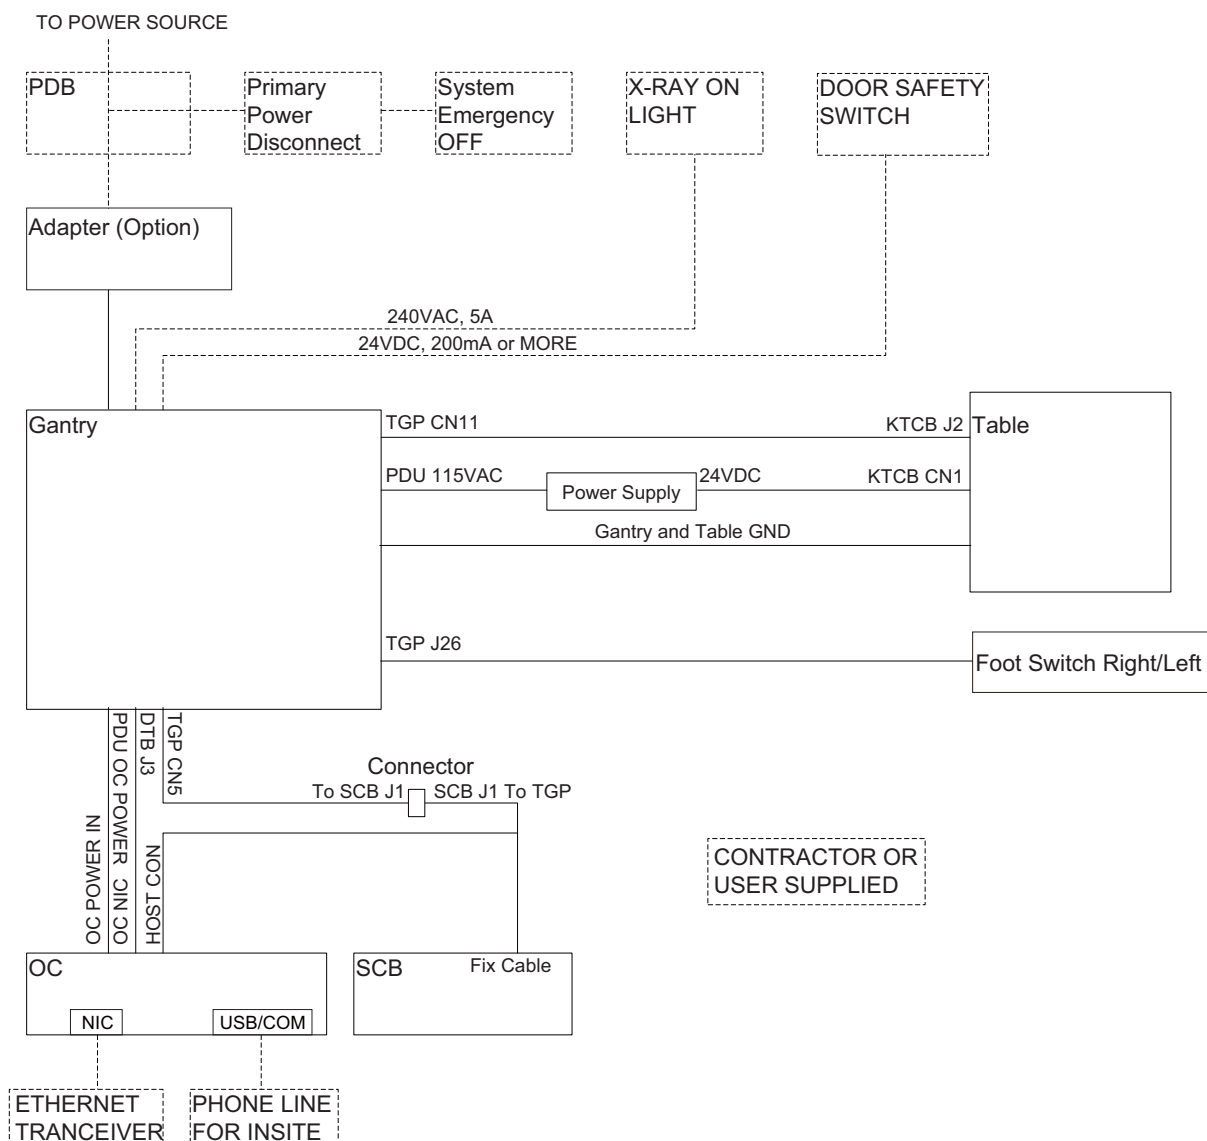 TO POWER SOURCE
PDB
Primary
Power
Disconnect
System
Emergency
OFF
X-RAY ON
LIGHT
DOOR SAFETY
SWITCH
Adapter (Option)
240VAC, 5A
24VDC, 200mA or MORE
Gantry
TGP CN11
KTCB J2
Table
PDU 115VAC
Power Supply
24VDC
KTCB CN1
Gantry and Table GND
TGP J26
Foot Switch Right/Left
PDU OC POWER
DTB J3
TGP CN5
Connector
To SCB J1
SCB J1 To TGP
OC POWER IN
OC NIC
HOST CON
CONTRACTOR OR
USER SUPPLIED
OC
SCB
Fix Cable
NIC
USB/COM
ETHERNET
TRANCEIVER
PHONE LINE
FOR INSITE